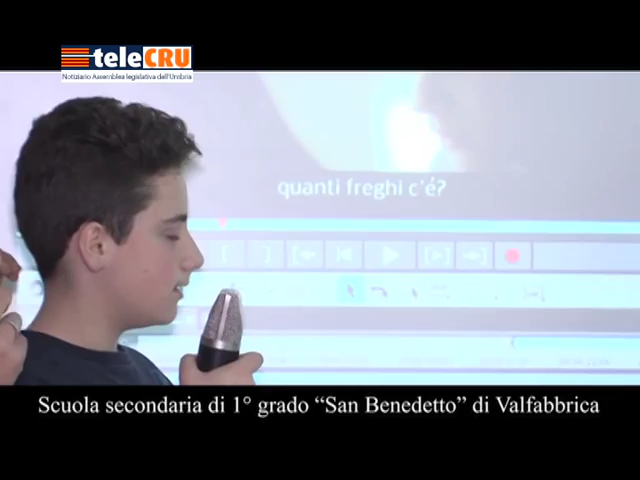 teleCRU
Notiziario Assemblea legislativa dell'Umbria
quanti freghi c'é?
Scuola secondaria di 1° grado “San Benedetto” di Valfabbrica